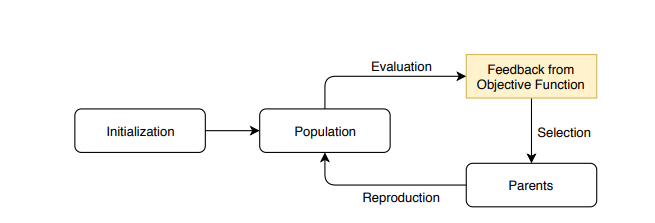 Evaluation
Feedback from
Objective Function
Initialization
Population
Selection
Parents
Reproduction